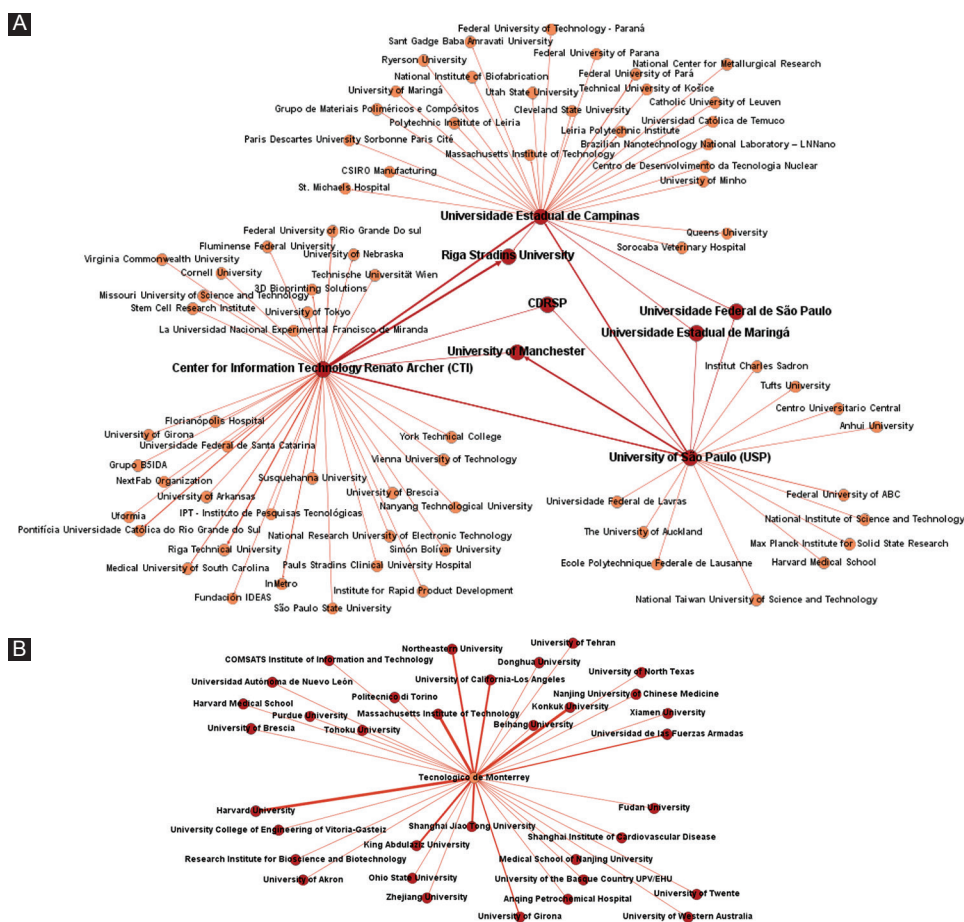 A
Federal University of Technology - Paraná
Sant Gadge Baba Amravati University
Federal University of Parana
Ryerson University
National Center for Metallurgical Research
National Institute of Biofabrication
Federal University of Pará
University of Maringá
Utah State University
Technical University of Košice
Grupo de Materiais Poliméricos e Compósitos
Cleveland State University
Catholic University of Leuven
Polytechnic Institute of Leiria
Universidad Católica de Temuco
Leiria Polytechnic Institute
Paris Descartes University Sorbonne Paris Cité
Brazilian Nanotechnology National Laboratory – LNNano
Massachusetts Institute of Technology
Centro de Desenvolvimento da Tecnologia Nuclear
CSIRO Manufacturing
University of Minho
St. Michaels Hospital
Universidade Estadual de Campinas
Federal University of Rio Grande Do sul
Queens University
Fluminense Federal University
Sorocaba Veterinary Hospital
University of Nebraska
Riga Stradins University
Virginia Commonwealth University
Cornell University
Technische Universität Wien
3D Bioprinting Solutions
Missouri University of Science and Technology
Stem Cell Research Institute
CDRSP
University of Tokyo
Universidade Federal de São Paulo
La Universidad Nacional Experimental Francisco de Miranda
Universidade Estadual de Maringá
University of Manchester
Center for Information Technology Renato Archer (CTI)
Institut Charles Sadron
Tufts University
Centro Universitario Central
Florianópolis Hospital
Anhui University
University of Girona
York Technical College
Universidade Federal de Santa Catarina
University of São Paulo (USP)
Vienna University of Technology
Grupo B5IDA
Susquehanna University
NextFab Organization
University of Brescia
University of Arkansas
Federal University of ABC
Universidade Federal de Lavras
Nanyang Technological University
Uformia
IPT - Instituto de Pesquisas Tecnológicas
National Institute of Science and Technology
Pontifícia Universidade Católica do Rio Grande do Sul
The University of Auckland
National Research University of Electronic Technology
Max Planck Institute for Solid State Research
Riga Technical University
Simón Bolívar University
Harvard Medical School
Medical University of South Carolina
Pauls Stradins Clinical University Hospital
Ecole Polytechnique Federale de Lausanne
InMetro
Institute for Rapid Product Development
Fundación IDEAS
National Taiwan University of Science and Technology
São Paulo State University
B
University of Tehran
Northeastern University
COMSATS Institute of Information and Technology
Donghua University
University of North Texas
Universidad Autónoma de Nuevo León
University of California-Los Angeles
Politecnico di Torino
Nanjing University of Chinese Medicine
Harvard Medical School
Konkuk University
Massachusetts Institute of Technology
Xiamen University
Purdue University
Beihang University
University of Brescia
Tohoku University
Universidad de las Fuerzas Armadas
Tecnologico de Monterrey
Harvard University
Fudan University
Shanghai Jiao Tong University
University College of Engineering of Vitoria-Gasteiz
Shanghai Institute of Cardiovascular Disease
King Abdulaziz University
Research Institute for Bioscience and Biotechnology
Medical School of Nanjing University
University of Akron
Ohio State University
University of the Basque Country UPV/EHU
University of Twente
Zhejiang University
Anqing Petrochemical Hospital
University of Girona
University of Western Australia